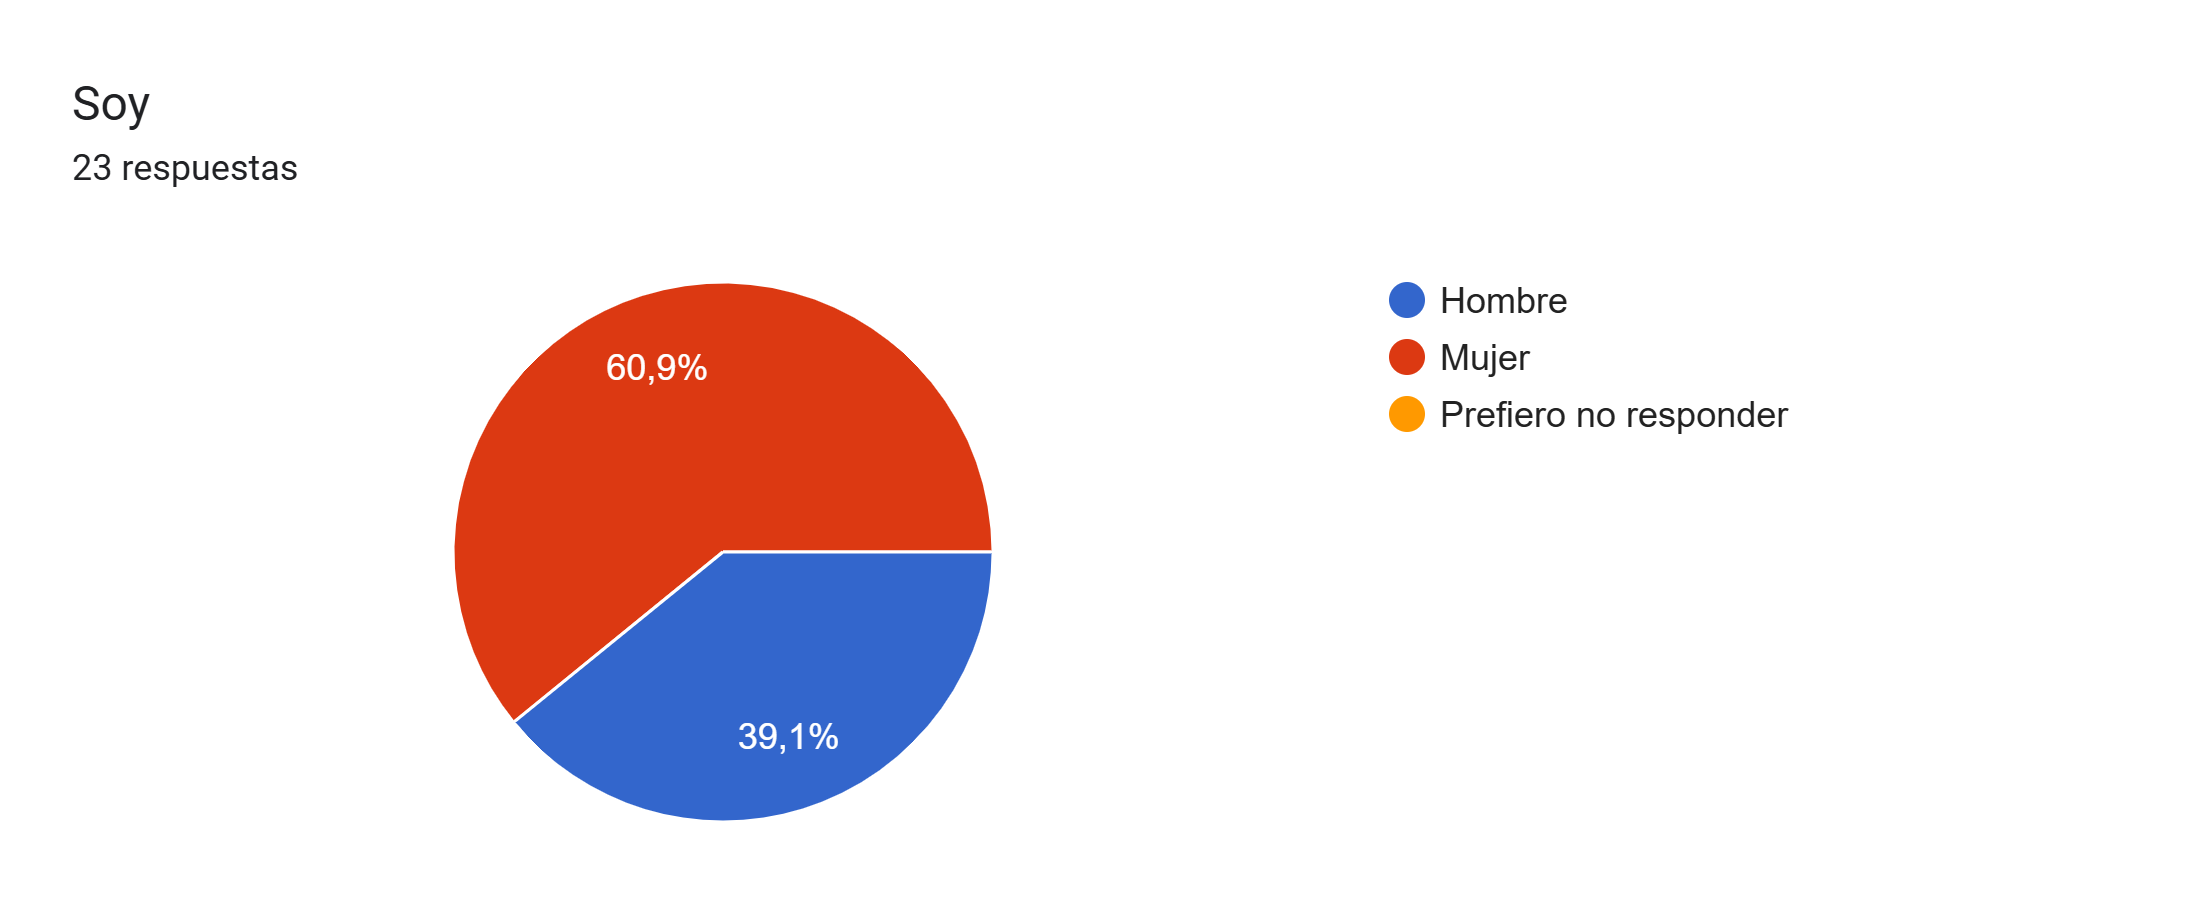 Soy
23 respuestas
60,9%
39,1%
Hombre
Mujer
Prefiero no responder